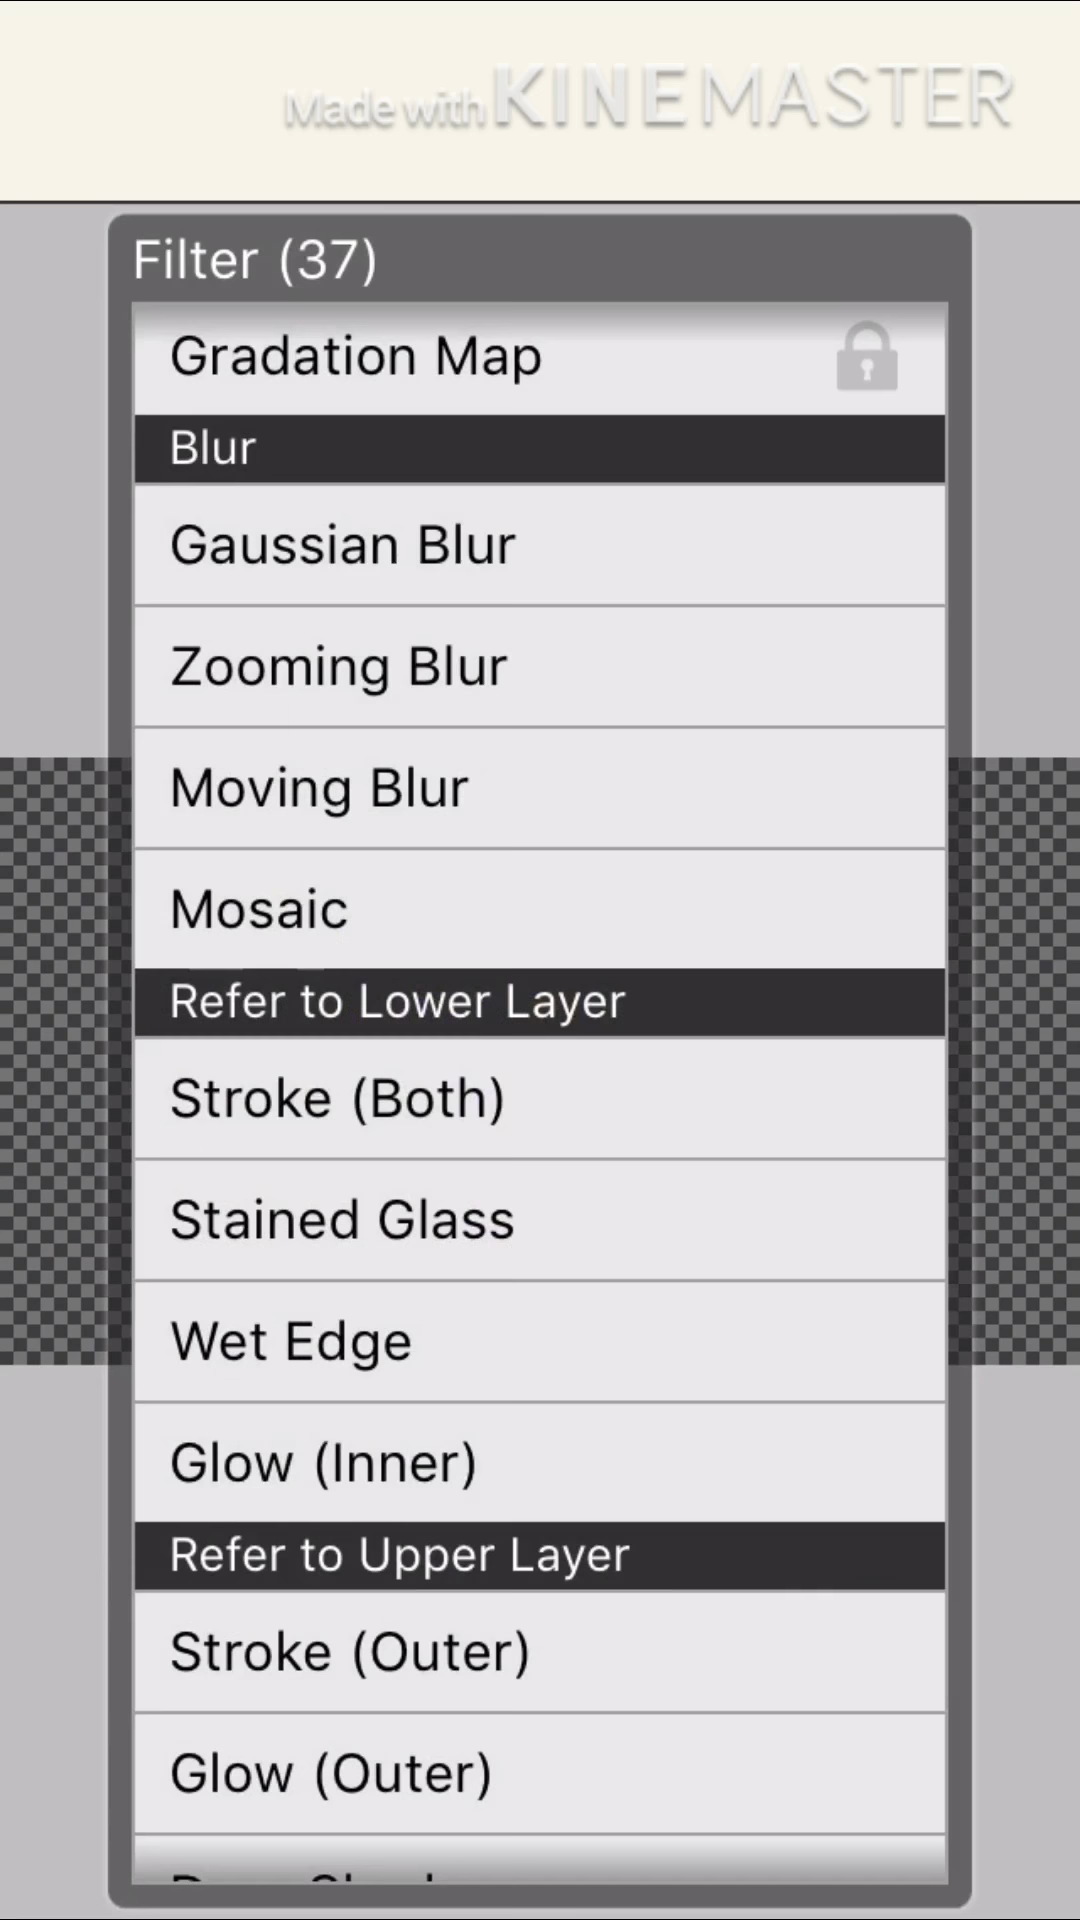 Made with KINEMASTER
Filter (37)
Gradation Map
Blur
Gaussian Blur
Zooming Blur
Moving Blur
Mosaic
Refer to Lower Layer
Stroke (Both)
Stained Glass
Wet Edge
Glow (Inner)
Refer to Upper Layer
Stroke (Outer)
Glow (Outer)